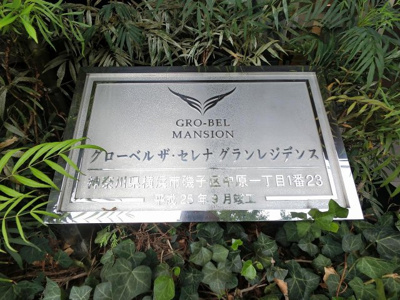 GRO-BEL
MANSION
グローベル ザ・セレナ グランレジデンス
神奈川県横浜市磯子区中原一丁目1番23
平成 28年 9月竣工